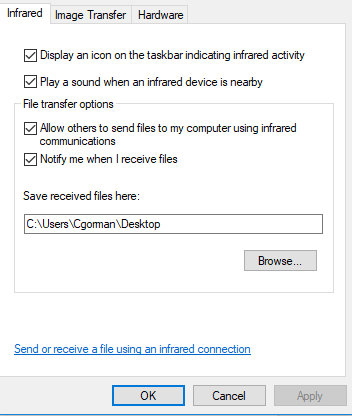 Infrared Image Transfer Hardware
Display an icon on the taskbar indicating infrared activity
Play a sound when an infrared device is nearby
File transfer options
Allow others to send files to my computer using infrared
communications
Notify me when I receive files
Save received files here:
C:\Users\Cgorman\Desktop
Browse...
Send or receive a file using an infrared connection
OK Cancel Apply